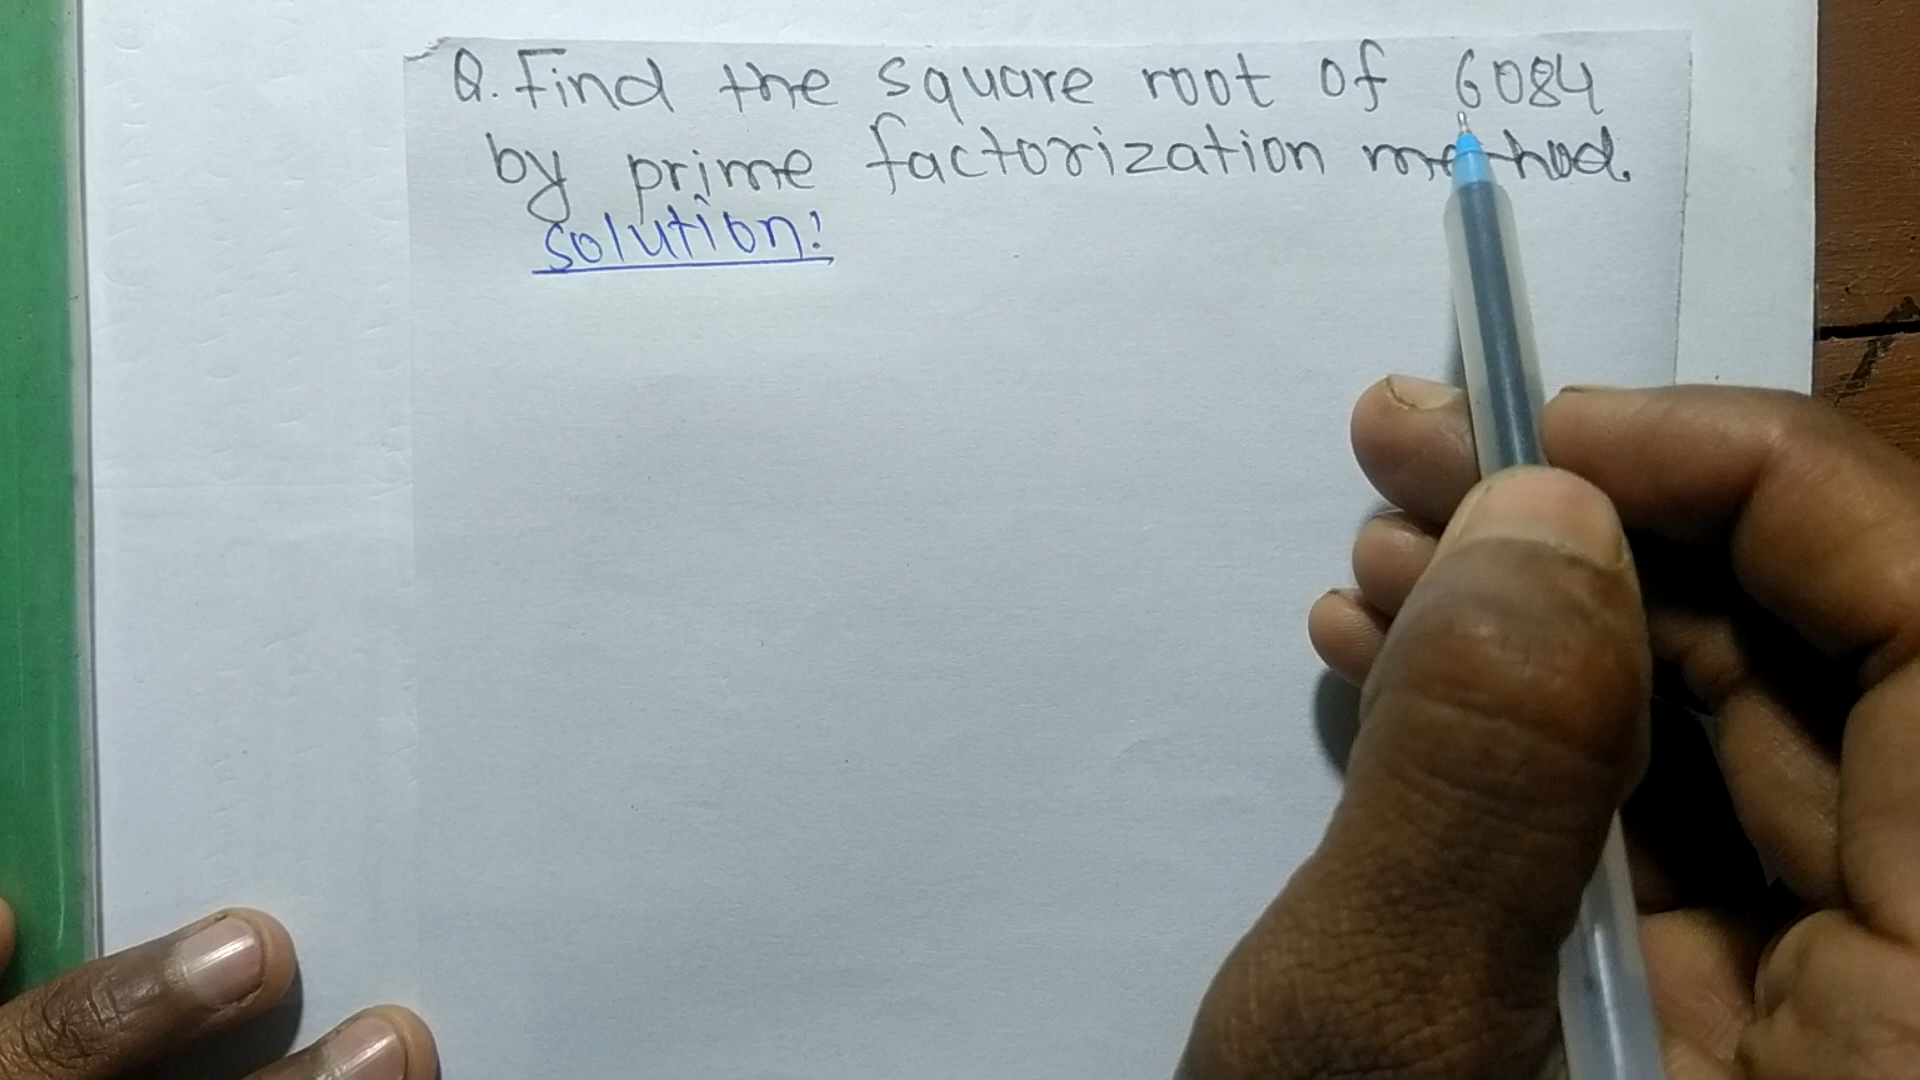 Q. Find the square root of 6084
by prime factorization method.
Solution: